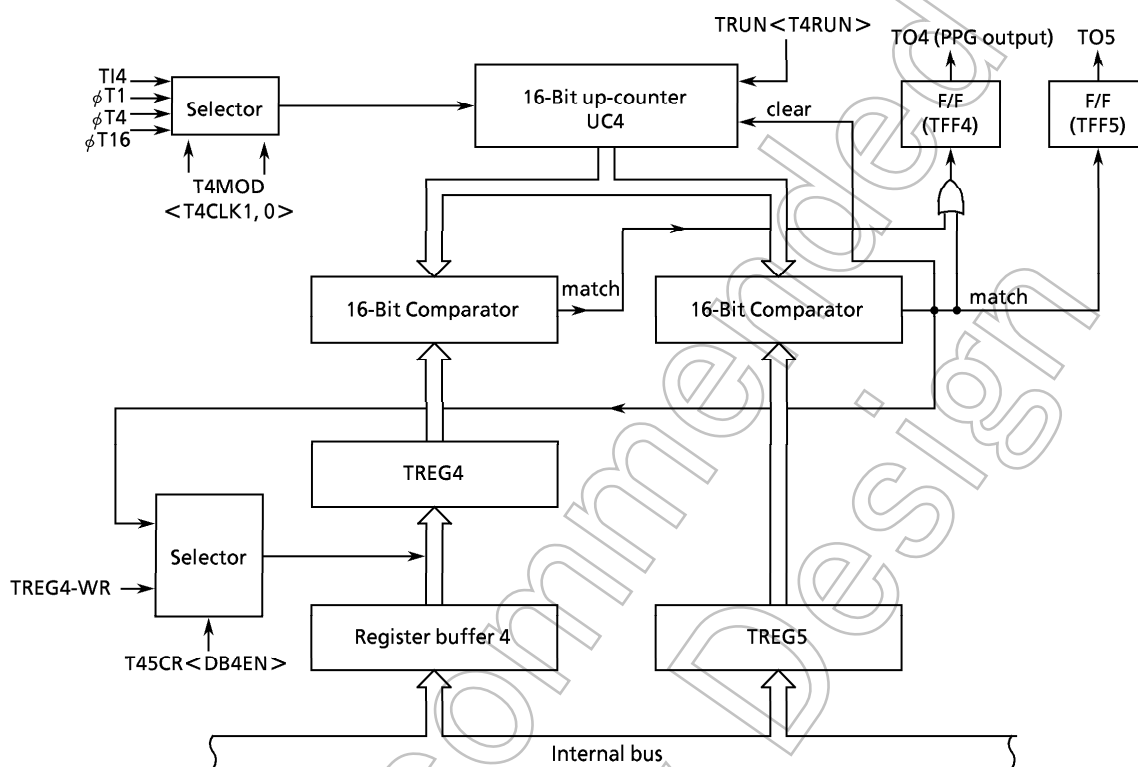 TRUN<T4RUN>
TO4 (PPG output)
TO5
TI4
ϕT1
ϕT4
ϕT16
Selector
16-Bit up-counter
UC4
clear
F/F
(TFF4)
F/F
(TFF5)
T4MOD
<T4CLK1, 0>
16-Bit Comparator
match
16-Bit Comparator
match
TREG4
Selector
TREG4-WR
Register buffer 4
TREG5
T45CR<DB4EN>
Internal bus
ommended
Design